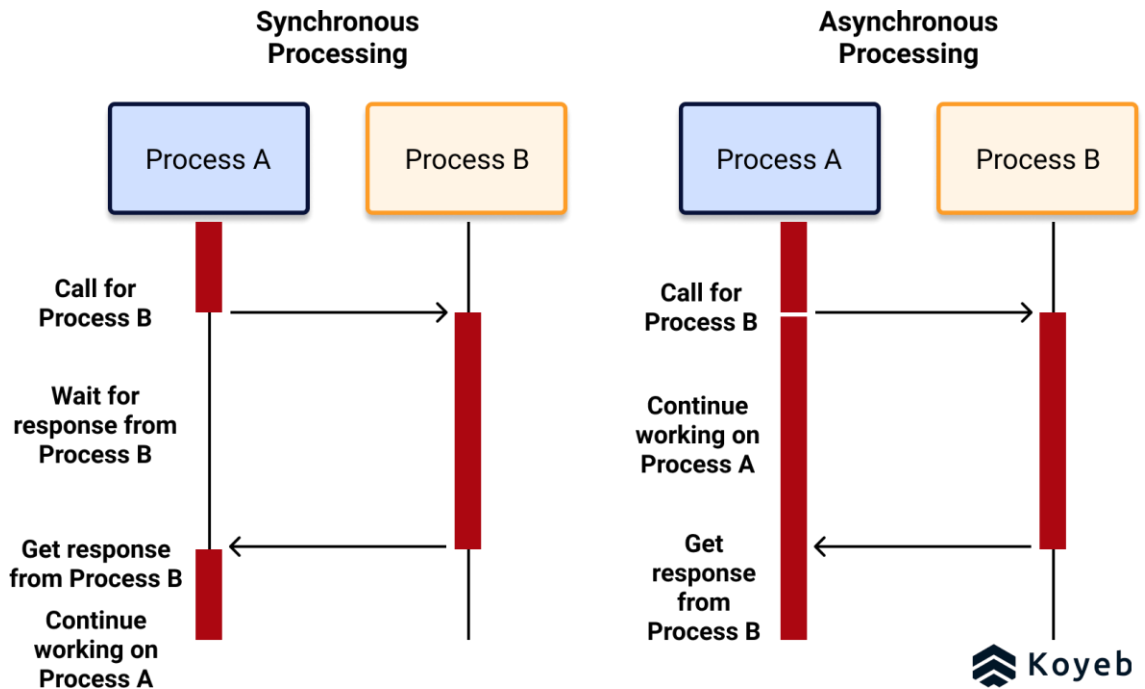 Synchronous
Processing
Process A
Process B
Call for
Process B
Wait for
response from
Process B
Get response
from Process B
Continue
working on
Process A
Asynchronous
Processing
Process A
Process B
Call for
Process B
Continue
working on
Process A
Get
response
from
Process B
Koyeb